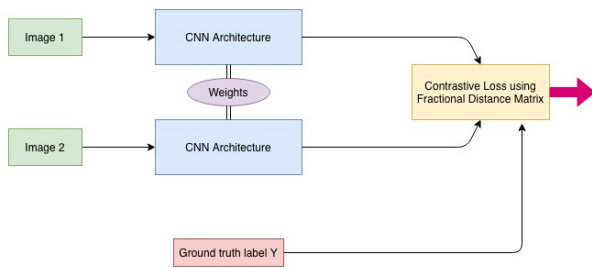 Image 1
CNN Architecture
Weights
Contrastive Loss using
Fractional Distance Matrix
Image 2
CNN Architecture
Ground truth label Y